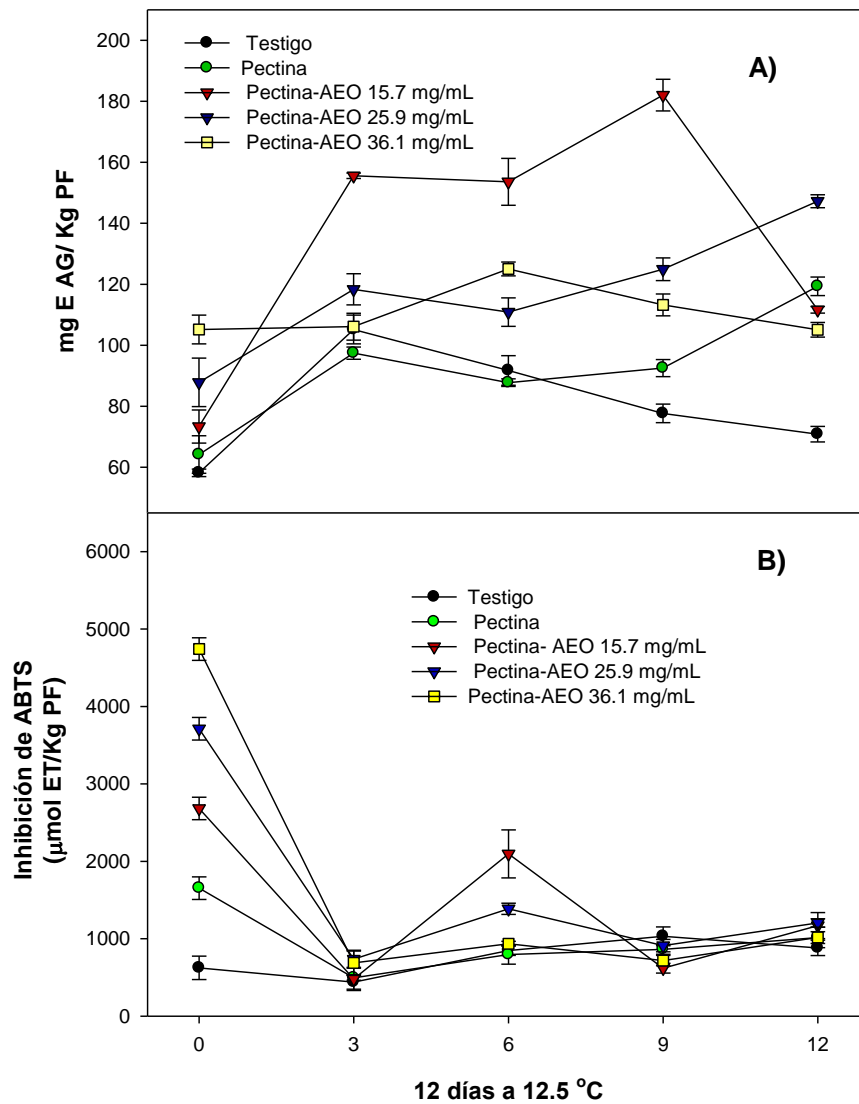 A)
Testigo
Pectina
Pectina-AEO 15.7 mg/mL
Pectina-AEO 25.9 mg/mL
Pectina-AEO 36.1 mg/mL
mg E AG/ Kg PF
200
180
160
140
120
100
80
60
B)
Testigo
Pectina
Pectina- AEO 15.7 mg/mL
Pectina-AEO 25.9 mg/mL
Pectina-AEO 36.1 mg/mL
Inhibición de ABTS
(μmol ET/Kg PF)
6000
5000
4000
3000
2000
1000
0
0 3 6 9 12
12 días a 12.5 °C